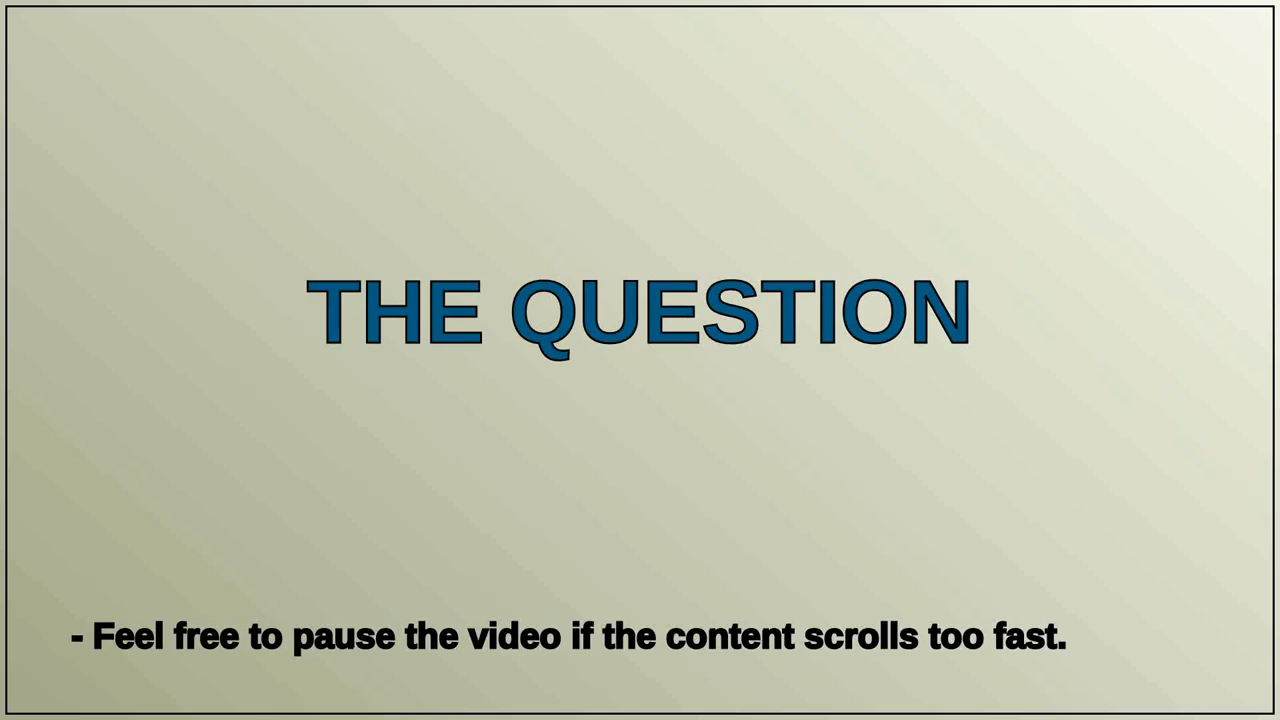 THE QUESTION
- Feel free to pause the video if the content scrolls too fast.